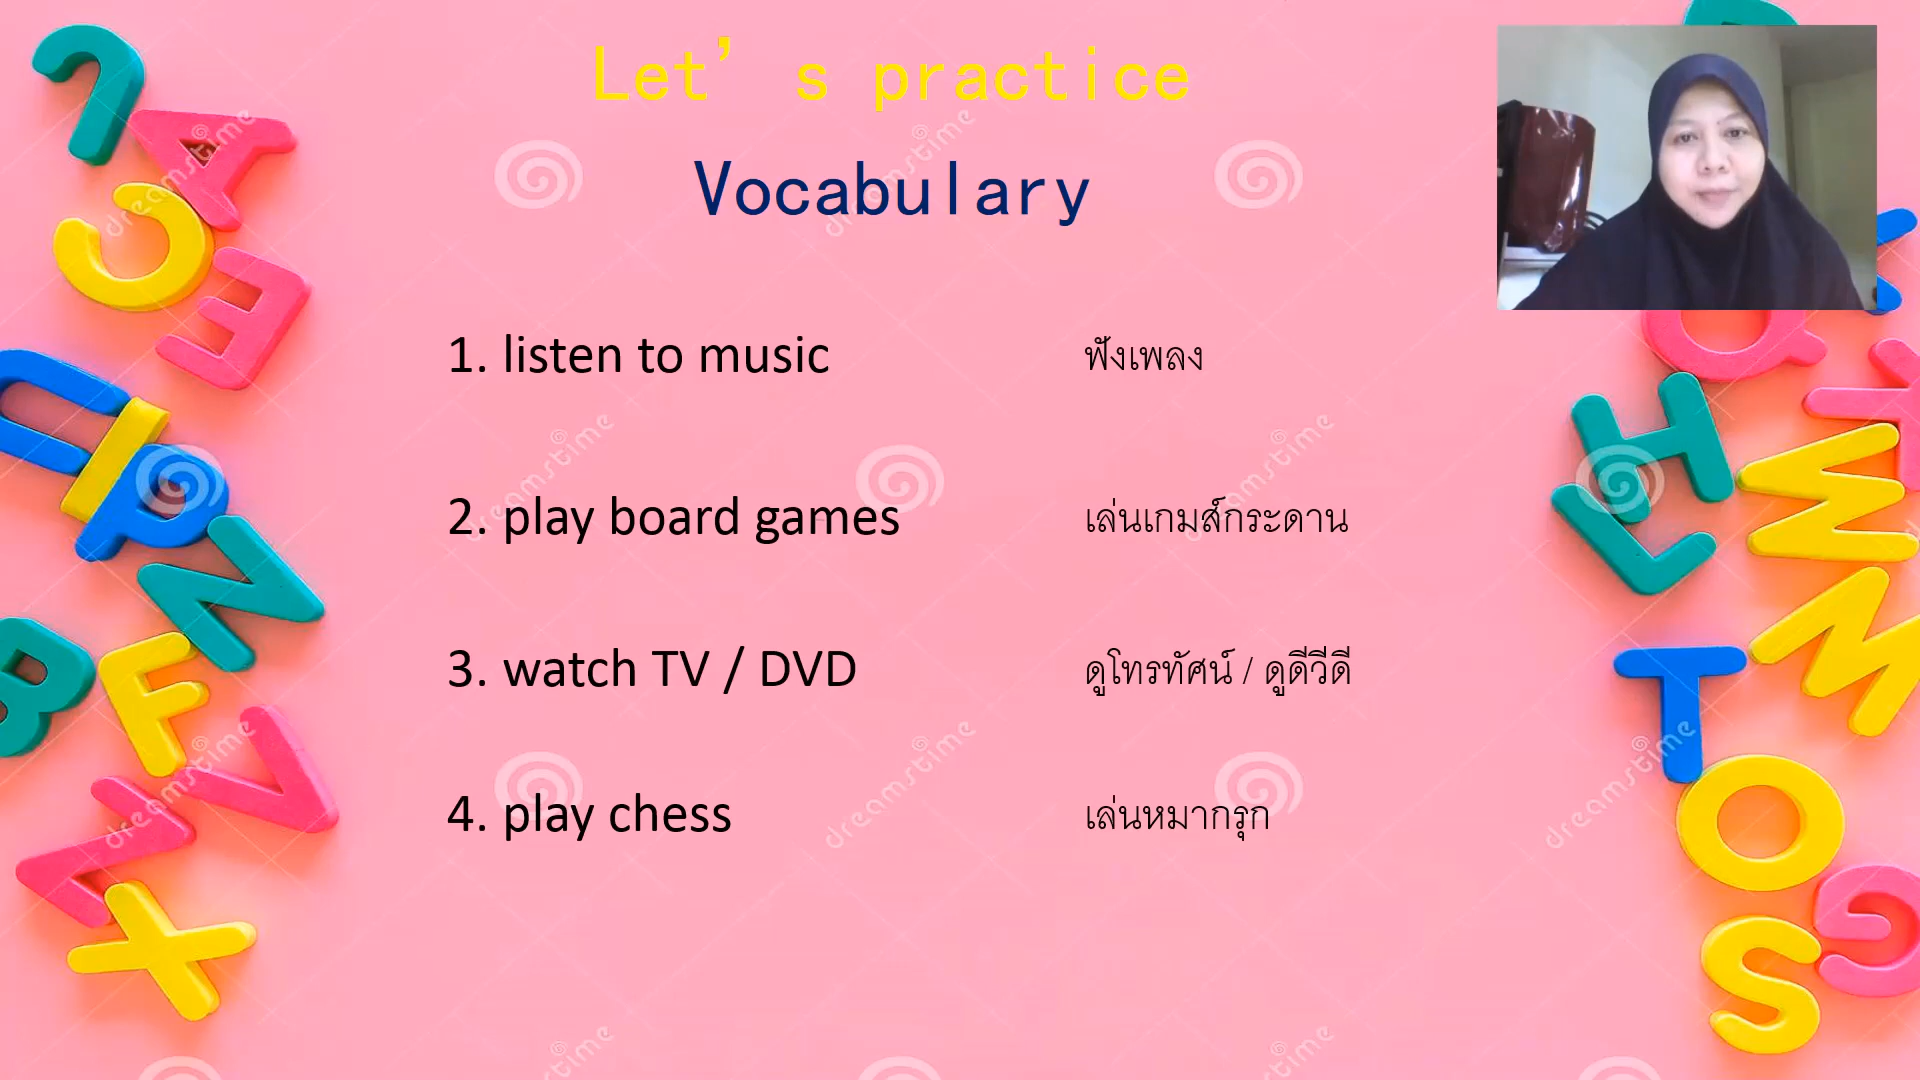 Let's practice
Vocabulary
1. listen to music ฟังเพลง
2. play board games เล่นเกมส์กระดาน
3. watch TV / DVD ดูโทรทัศน์ / ดูดีวีดี
4. play chess เล่นหมากรุก
dreamstime